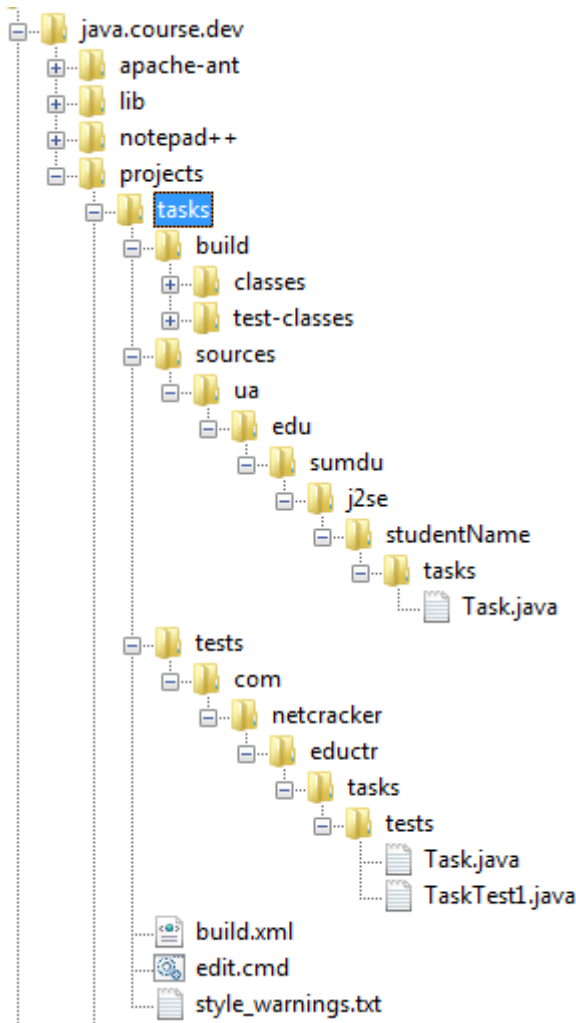 java.course.dev
apache-ant
lib
notepad++
projects
tasks
build
classes
test-classes
sources
ua
edu
sumdu
j2se
studentName
tasks
Task.java
tests
com
netcracker
eductr
tasks
tests
Task.java
TaskTest1.java
build.xml
edit.cmd
style_warnings.txt